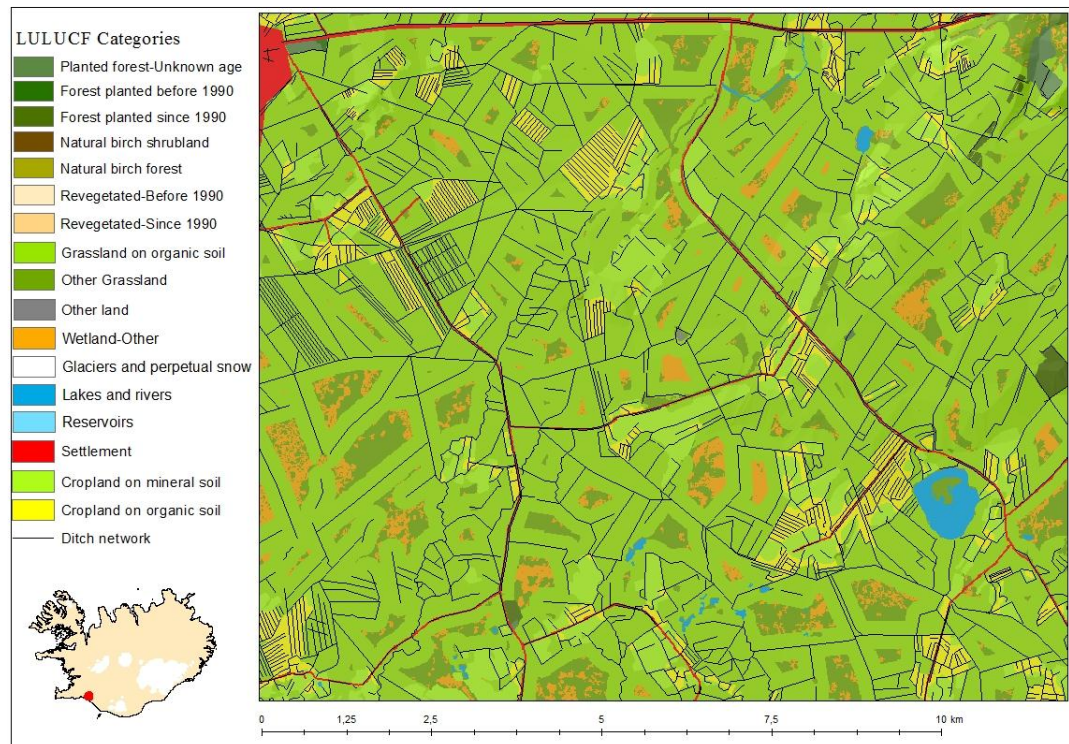 LULUCF Categories
Planted forest-Unknown age
Forest planted before 1990
Forest planted since 1990
Natural birch shrubland
Natural birch forest
Revegetated-Before 1990
Revegetated-Since 1990
Grassland on organic soil
Other Grassland
Other land
Wetland-Other
Glaciers and perpetual snow
Lakes and rivers
Reservoirs
Settlement
Cropland on mineral soil
Cropland on organic soil
Ditch network
0 1,25 2,5 5 7,5 10 km